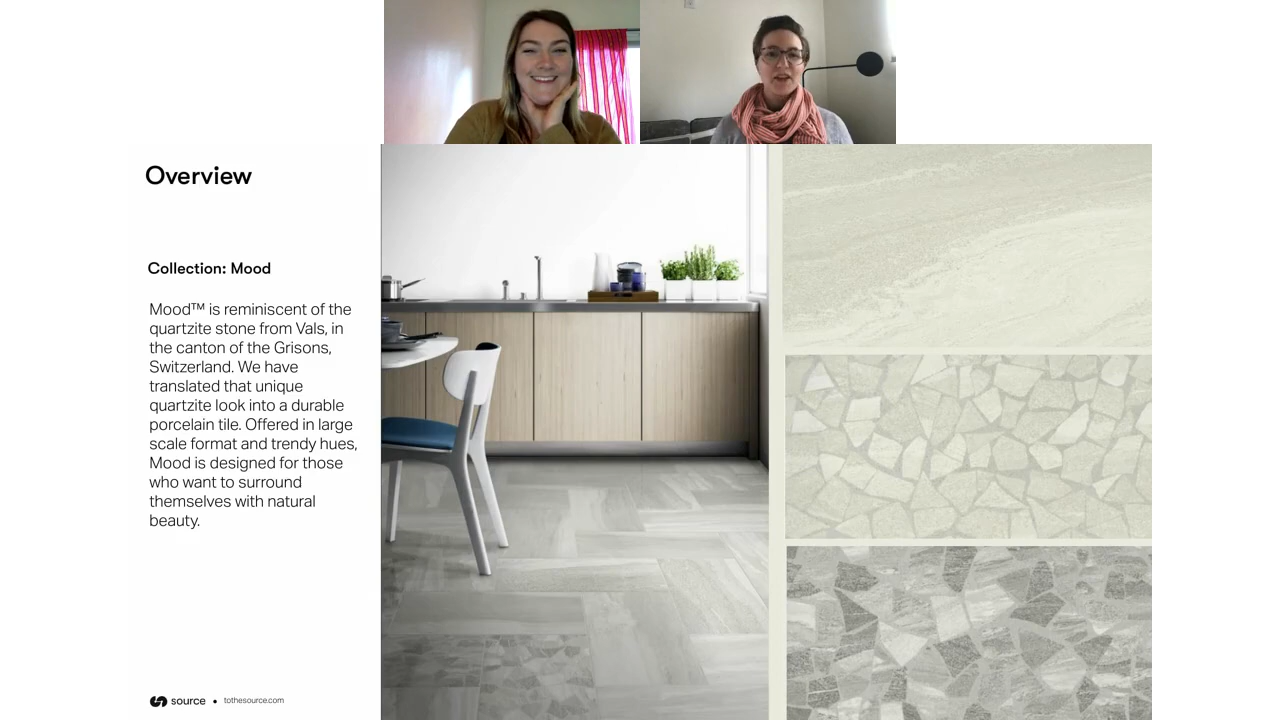 Overview
Collection: Mood
Mood™ is reminiscent of the
quartzite stone from Vals, in
the canton of the Grisons,
Switzerland. We have
translated that unique
quartzite look into a durable
porcelain tile. Offered in large
scale format and trendy hues,
Mood is designed for those
who want to surround
themselves with natural
beauty.
source • tothesource.com